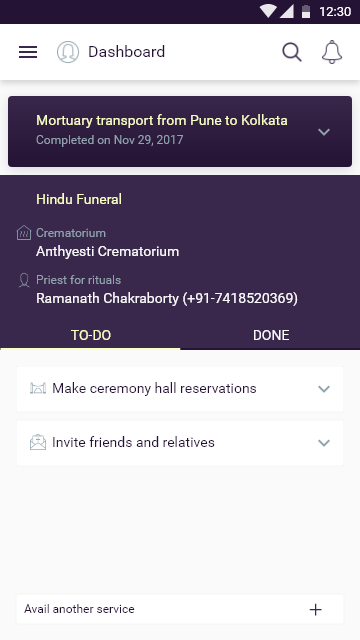 12:30
Dashboard
Mortuary transport from Pune to Kolkata
Completed on Nov 29, 2017
Hindu Funeral
Crematorium
Anthyesti Crematorium
Priest for rituals
Ramanath Chakraborty (+91-7418520369)
TO-DO DONE
Make ceremony hall reservations
Invite friends and relatives
Avail another service